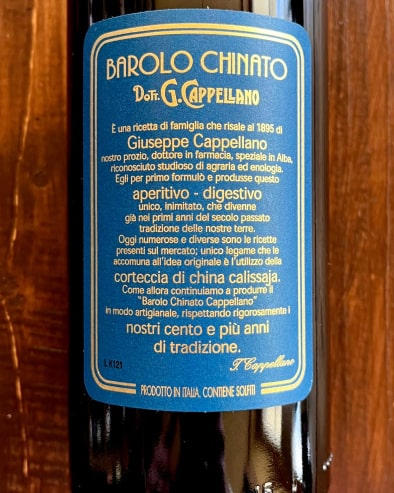 BAROLO CHINATO
DOTT. G. CAPPELLANO
È una ricetta di famiglia che risale al 1895 di
Giuseppe Cappellano
nostro prozio, dottore in farmacia, speziale in Alba,
riconosciuto studioso di agraria ed enologia.
Egli per primo formulò e produsse questo
aperitivo - digestivo
unico, inimitato, che divenne
già nei primi anni del secolo passato
tradizione delle nostre terre.
Oggi numerose e diverse sono le ricette
presenti sul mercato; unico legame che le
accomuna all'idea originale è l'utilizzo della
corteccia di china calissaja.
Come allora continuiamo a produrre il
"Barolo Chinato Cappellano"
in modo artigianale, rispettando rigorosamente i
nostri cento e più anni
di tradizione.
L K121
T. Cappellano
PRODOTTO IN ITALIA, CONTIENE SOLFITI